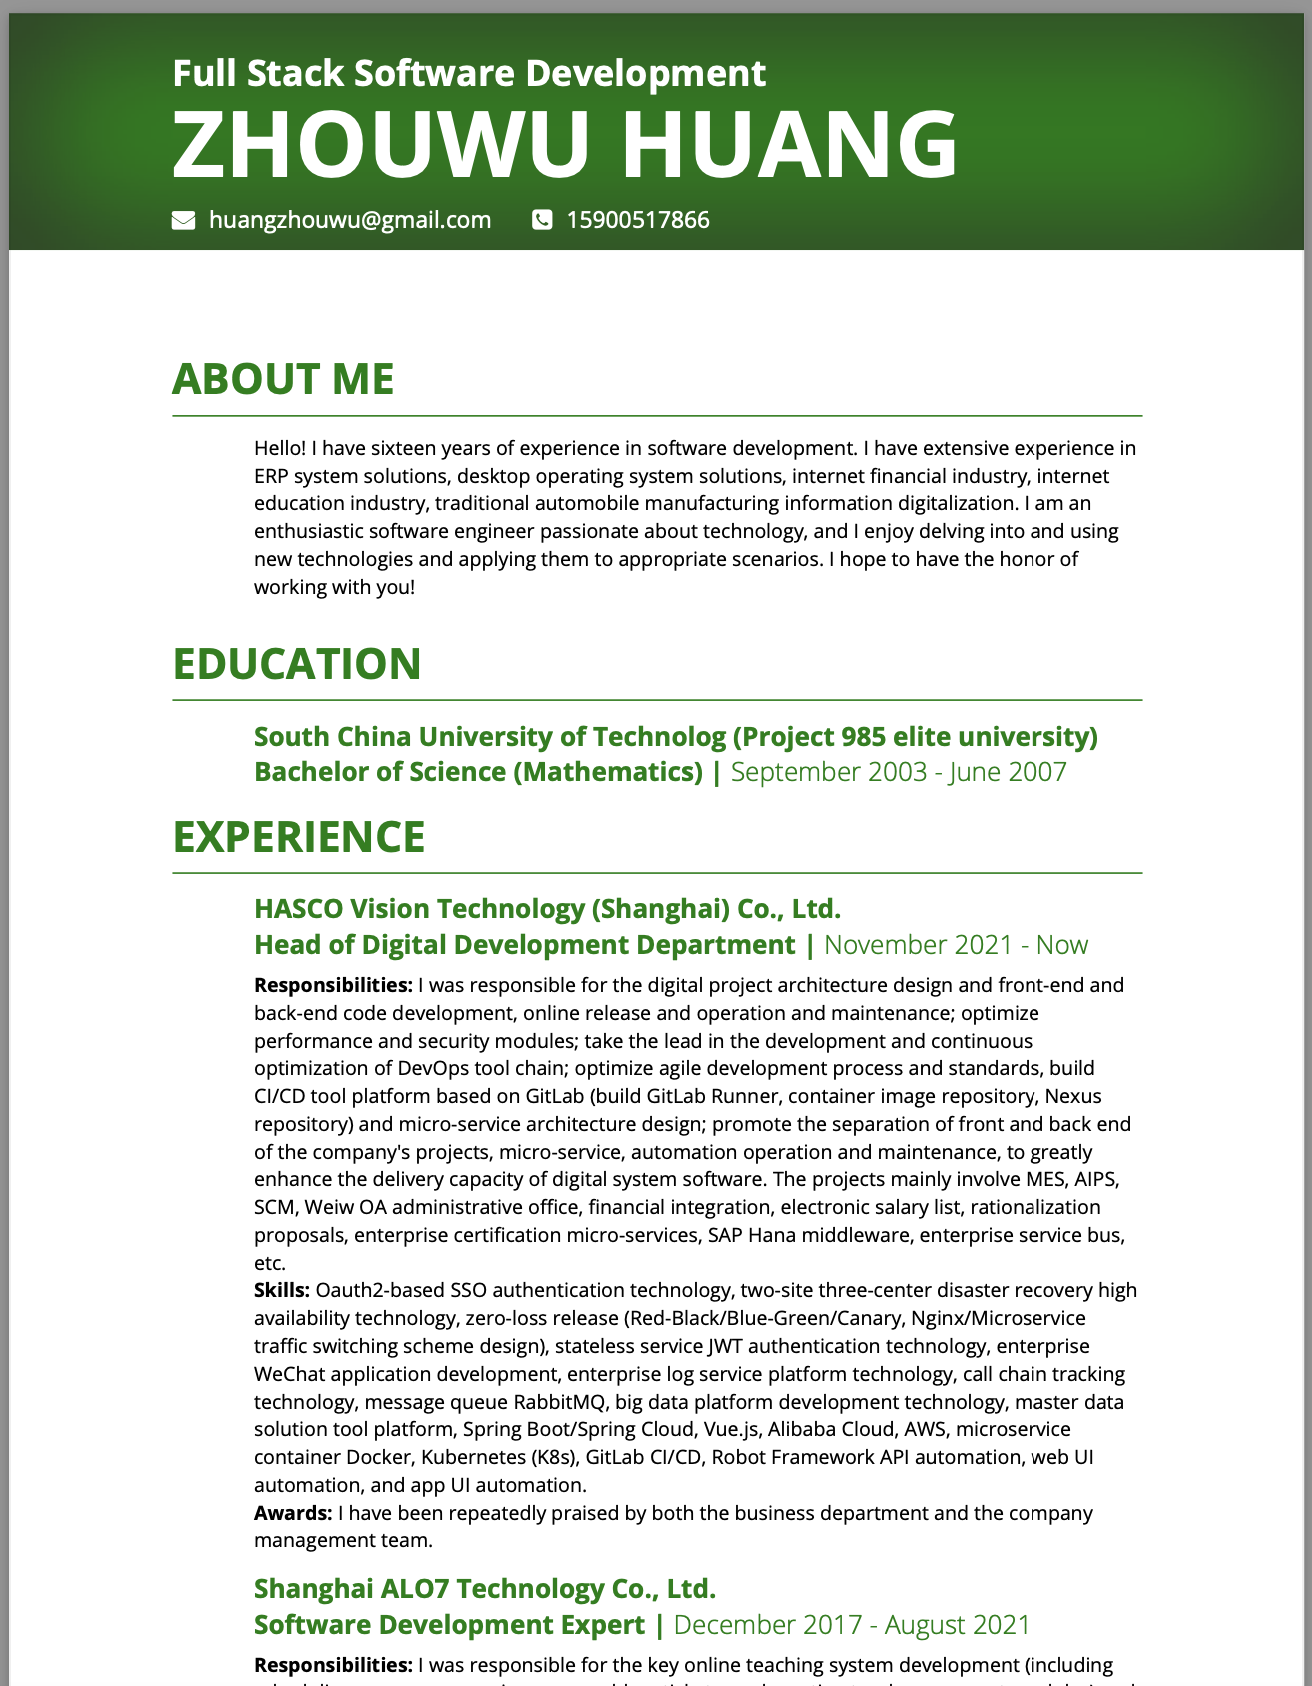 Full Stack Software Development
ZHOUWU HUANG
huangzhouwu@gmail.com 15900517866
ABOUT ME
Hello! I have sixteen years of experience in software development. I have extensive experience in
ERP system solutions, desktop operating system solutions, internet financial industry, internet
education industry, traditional automobile manufacturing information digitalization. I am an
enthusiastic software engineer passionate about technology, and I enjoy delving into and using
new technologies and applying them to appropriate scenarios. I hope to have the honor of
working with you!
EDUCATION
South China University of Technolog (Project 985 elite university)
Bachelor of Science (Mathematics) | September 2003 - June 2007
EXPERIENCE
HASCO Vision Technology (Shanghai) Co., Ltd.
Head of Digital Development Department | November 2021 - Now
Responsibilities: I was responsible for the digital project architecture design and front-end and
back-end code development, online release and operation and maintenance; optimize
performance and security modules; take the lead in the development and continuous
optimization of DevOps tool chain; optimize agile development process and standards, build
CI/CD tool platform based on GitLab (build GitLab Runner, container image repository, Nexus
repository) and micro-service architecture design; promote the separation of front and back end
of the company's projects, micro-service, automation operation and maintenance, to greatly
enhance the delivery capacity of digital system software. The projects mainly involve MES, AIPS,
SCM, Weiw OA administrative office, financial integration, electronic salary list, rationalization
proposals, enterprise certification micro-services, SAP Hana middleware, enterprise service bus,
etc.
Skills: Oauth2-based SSO authentication technology, two-site three-center disaster recovery high
availability technology, zero-loss release (Red-Black/Blue-Green/Canary, Nginx/Microservice
traffic switching scheme design), stateless service JWT authentication technology, enterprise
WeChat application development, enterprise log service platform technology, call chain tracking
technology, message queue RabbitMQ, big data platform development technology, master data
solution tool platform, Spring Boot/Spring Cloud, Vue.js, Alibaba Cloud, AWS, microservice
container Docker, Kubernetes (K8s), GitLab CI/CD, Robot Framework API automation, web UI
automation, and app UI automation.
Awards: I have been repeatedly praised by both the business department and the company
management team.
Shanghai ALO7 Technology Co., Ltd.
Software Development Expert | December 2017 - August 2021
Responsibilities: I was responsible for the key online teaching system development (including